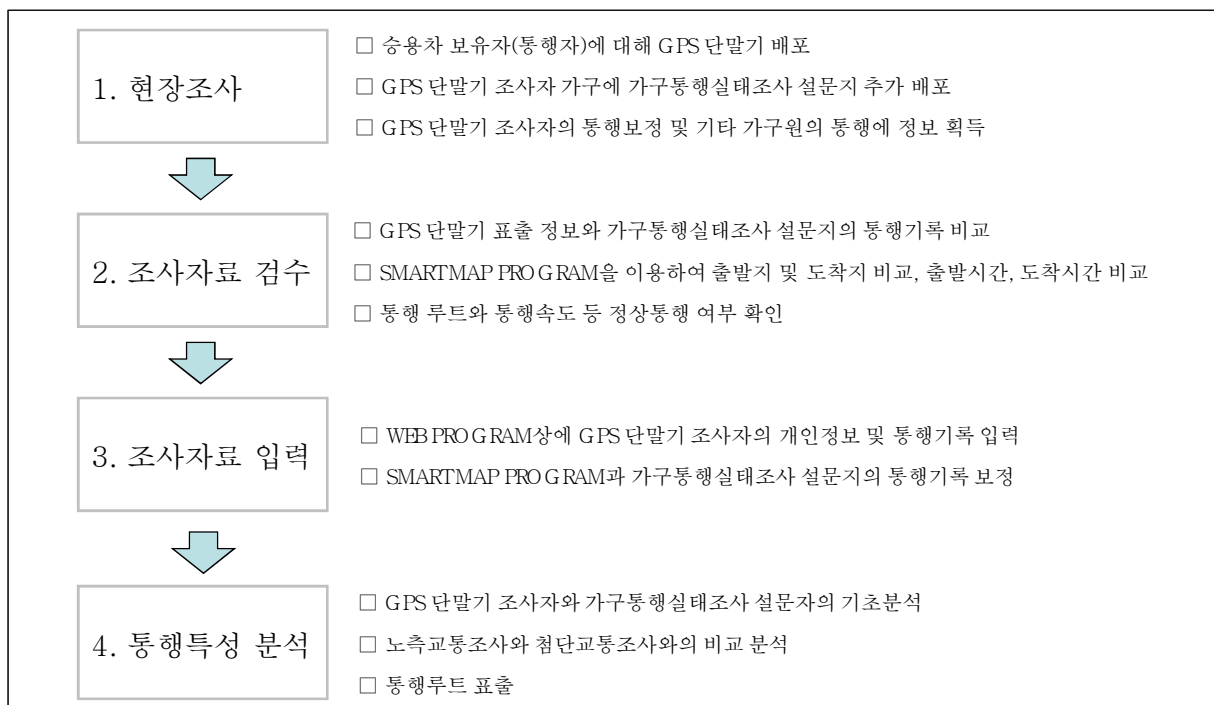 1. 현장조사
□ 승용차 보유자(통행자)에 대해 GPS 단말기 배포
□ GPS 단말기 조사자 가구에 가구통행실태조사 설문지 추가 배포
□ GPS 단말기 조사자의 통행보정 및 기타 가구원의 통행에 정보 획득
2. 조사자료 검수
□ GPS 단말기 표출 정보와 가구통행실태조사 설문지의 통행기록 비교
□ SMARTMAP PROGRAM을 이용하여 출발지 및 도착지 비교, 출발시간, 도착시간 비교
□ 통행 루트와 통행속도 등 정상통행 여부 확인
3. 조사자료 입력
□ WEB PROGRAM상에 GPS 단말기 조사자의 개인정보 및 통행기록 입력
□ SMARTMAP PROGRAM과 가구통행실태조사 설문지의 통행기록 보정
4. 통행특성 분석
□ GPS 단말기 조사자와 가구통행실태조사 설문자의 기초분석
□ 노측교통조사와 첨단교통조사와의 비교 분석
□ 통행루트 표출